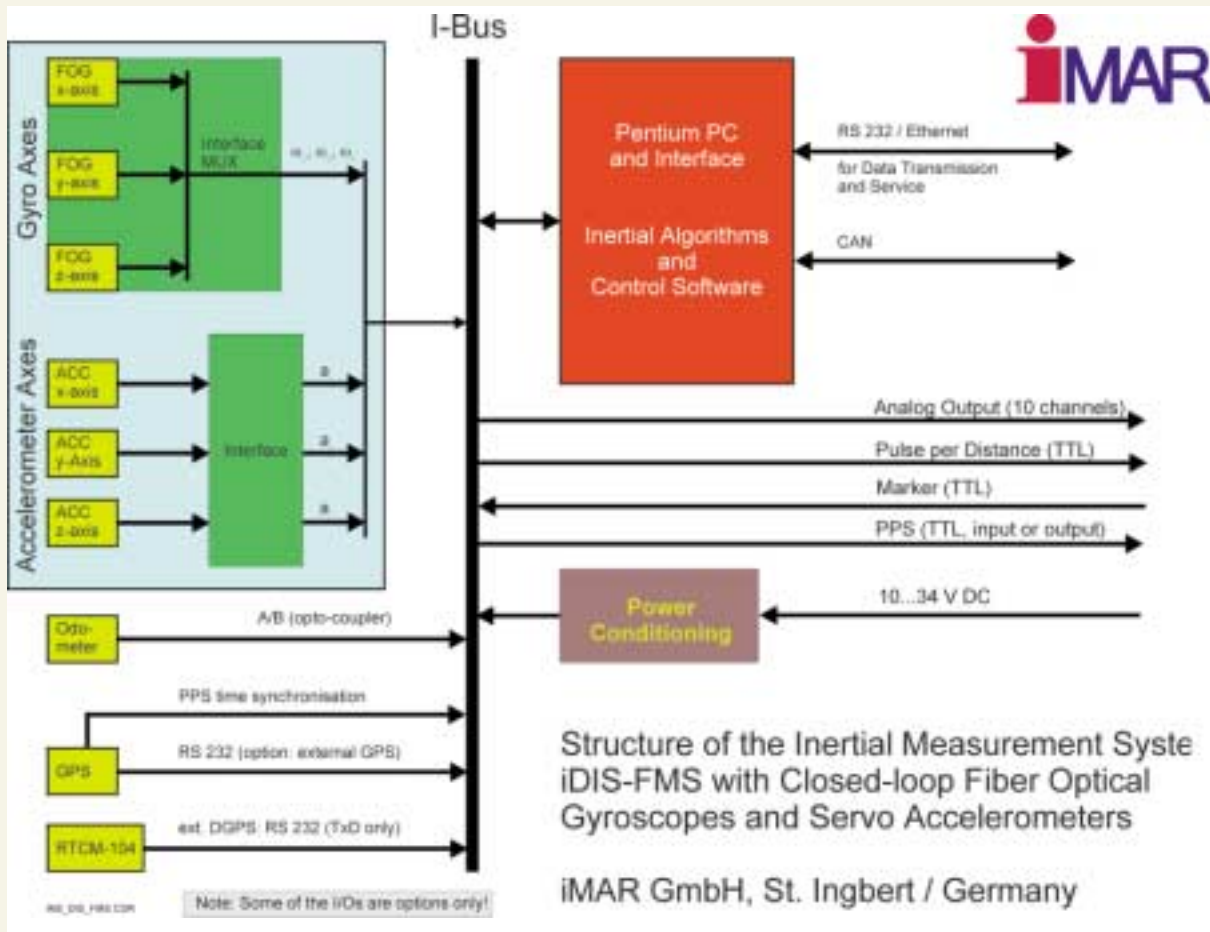 I-Bus
iMAR
Gyro Axes
FOG
x-axis
FOG
y-axis
FOG
z-axis
Interface
MUX
Accelerometer Axes
ACC
x-axis
ACC
y-Axis
ACC
z-axis
Interface
a
a
a
Pentium PC
and Interface
Inertial Algorithms
and
Control Software
RS 232 / Ethernet
for Data Transmission
and Service
CAN
Analog Output (10 channels)
Pulse per Distance (TTL)
Marker (TTL)
PPS (TTL, input or output)
Power
Conditioning
10...34 V DC
Odo-
meter
A/B (opto-coupler)
PPS time synchronisation
GPS
RS 232 (option: external GPS)
RTCM-104
ext. DGPS: RS 232 (TxD only)
Note: Some of the I/Os are options only!
Structure of the Inertial Measurement Syste
iDIS-FMS with Closed-loop Fiber Optical
Gyroscopes and Servo Accelerometers
iMAR GmbH, St. Ingbert / Germany